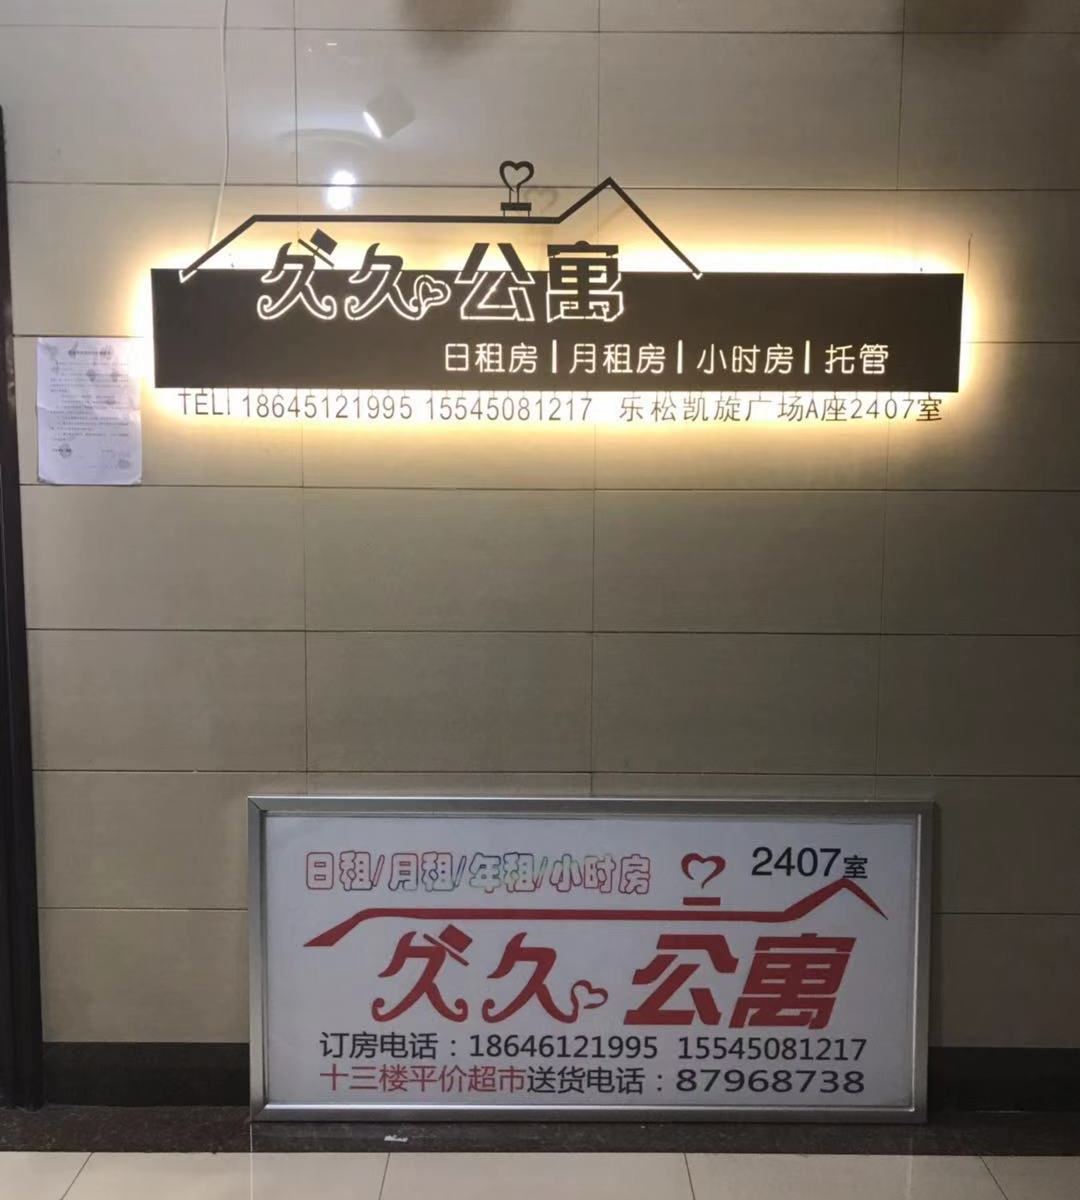 久久公寓
日租房|月租房|小时房|托管
TEL| 18645121995 15545081217 乐松凯旋广场A座2407室
日租/月租/年租/小时房
2407室
久久公寓
订房电话：18646121995 15545081217
十三楼平价超市送货电话：87968738